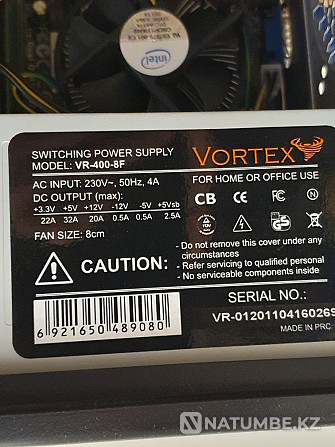 intel
SWITCHING POWER SUPPLY
MODEL: VR-400-8F
VORTEX
AC INPUT: 230V~, 50Hz, 4A
DC OUTPUT (max):
+3.3V +5V +12V -12V -5V +5Vsb
22A 32A 20A 0.5A 0.5A 2.5A
FAN SIZE: 8cm
FOR HOME OR OFFICE USE
CB CE N
CAUTION:
- Do not remove this cover under any circumstances
- Refer servicing to qualified personal
- No serviceable components inside
6 921650 489080
SERIAL NO.:
VR-0120110416026
MADE IN PRC
NATUMBE.KZ